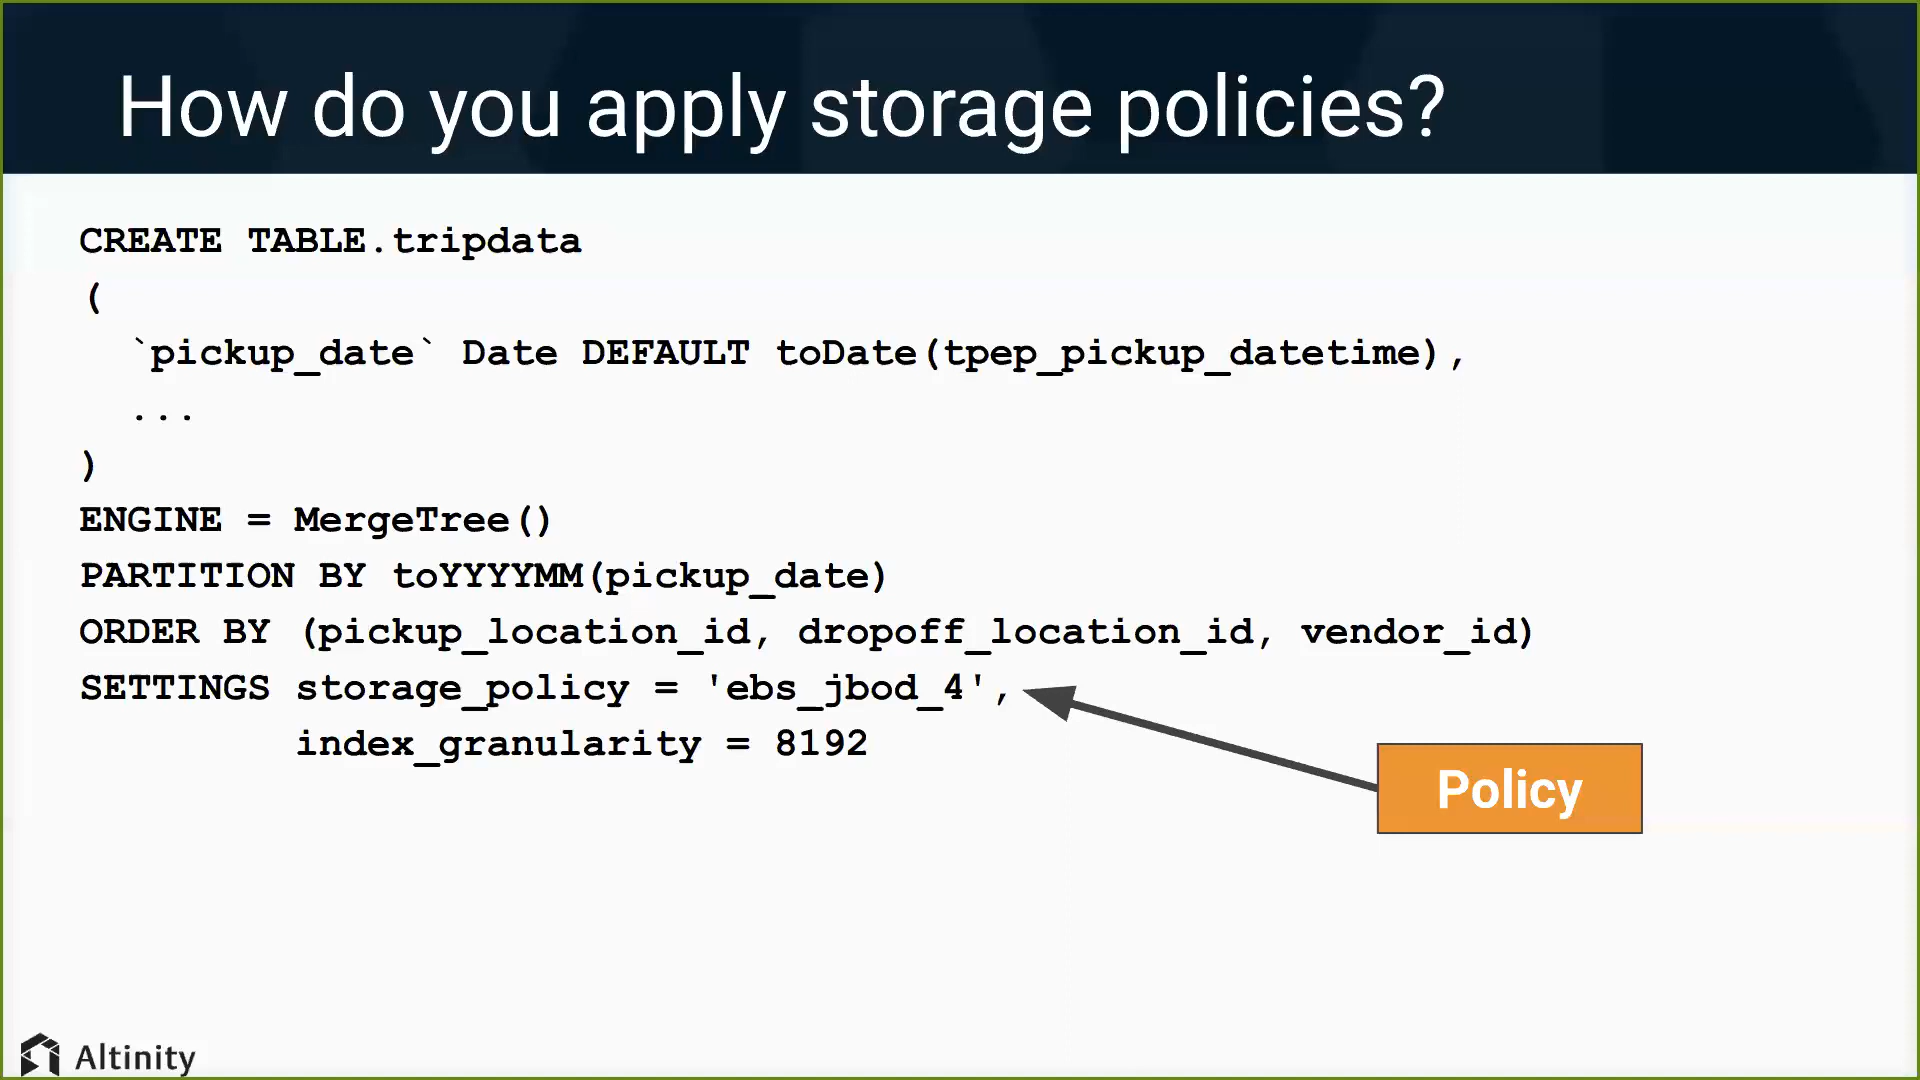 How do you apply storage policies?
CREATE TABLE.tripdata
(
`pickup_date` Date DEFAULT toDate(tpep_pickup_datetime),
...
)
ENGINE = MergeTree()
PARTITION BY toYYYYMM(pickup_date)
ORDER BY (pickup_location_id, dropoff_location_id, vendor_id)
SETTINGS storage_policy = 'ebs_jbod_4',
index_granularity = 8192
Policy
Altinity